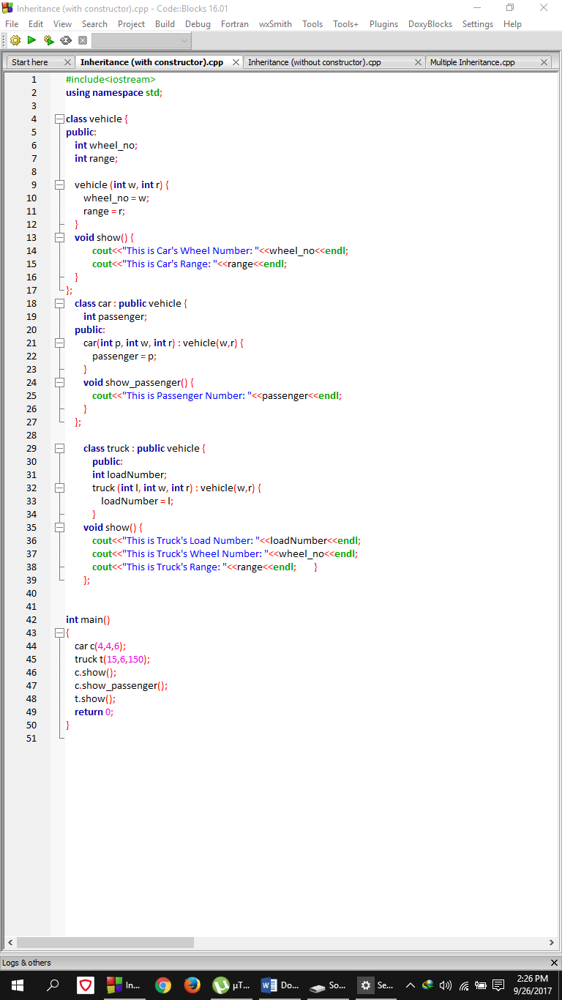 Inheritance (with constructor).cpp - Code::Blocks 16.01
File Edit View Search Project Build Debug Fortran wxSmith Tools Tools+ Plugins DoxyBlocks Settings Help
Start here Inheritance (with constructor).cpp Inheritance (without constructor).cpp Multiple Inheritance.cpp
1 #include<iostream>
2 using namespace std;
3
4 class vehicle {
5 public:
6 int wheel_no;
7 int range;
8
9 vehicle (int w, int r) {
10 wheel_no = w;
11 range = r;
12 }
13 void show() {
14 cout<<"This is Car's Wheel Number: "<<wheel_no<<endl;
15 cout<<"This is Car's Range: "<<range<<endl;
16 }
17 };
18 class car : public vehicle {
19 int passenger;
20 public:
21 car(int p, int w, int r) : vehicle(w,r) {
22 passenger = p;
23 }
24 void show_passenger() {
25 cout<<"This is Passenger Number: "<<passenger<<endl;
26 }
27 };
28
29 class truck : public vehicle {
30 public:
31 int loadNumber;
32 truck (int l, int w, int r) : vehicle(w,r) {
33 loadNumber = l;
34 }
35 void show() {
36 cout<<"This is Truck's Load Number: "<<loadNumber<<endl;
37 cout<<"This is Truck's Wheel Number: "<<wheel_no<<endl;
38 cout<<"This is Truck's Range: "<<range<<endl; }
39 };
40
41
42 int main()
43 {
44 car c(4,4,6);
45 truck t(15,6,150);
46 c.show();
47 c.show_passenger();
48 t.show();
49 return 0;
50 }
51
Logs & others
In... µT... Do... So... Se... 2:26 PM
9/26/2017